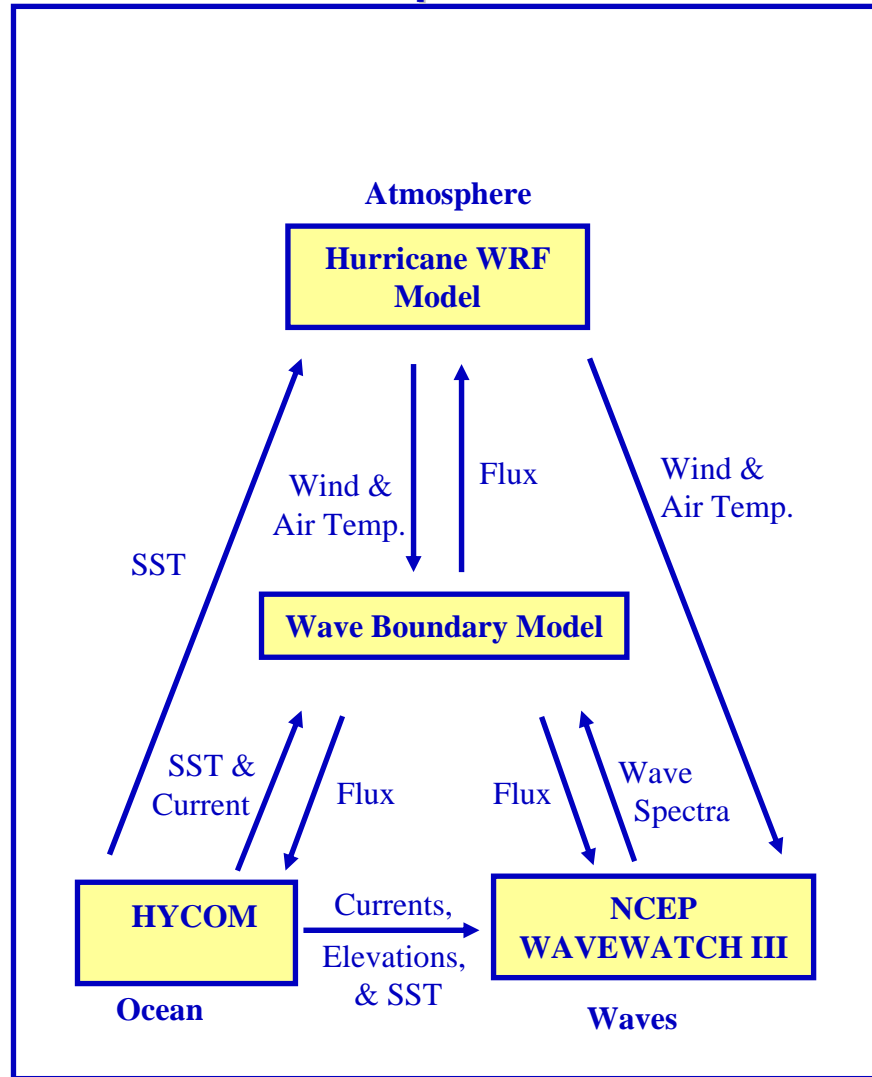 Atmosphere
Hurricane WRF
Model
Wind &
Air Temp.
Flux
Wind &
Air Temp.
SST
Wave Boundary Model
SST &
Current
Flux
Flux
Wave
Spectra
HYCOM
Currents,
Elevations,
& SST
NCEP
WAVEWATCH III
Ocean
Waves